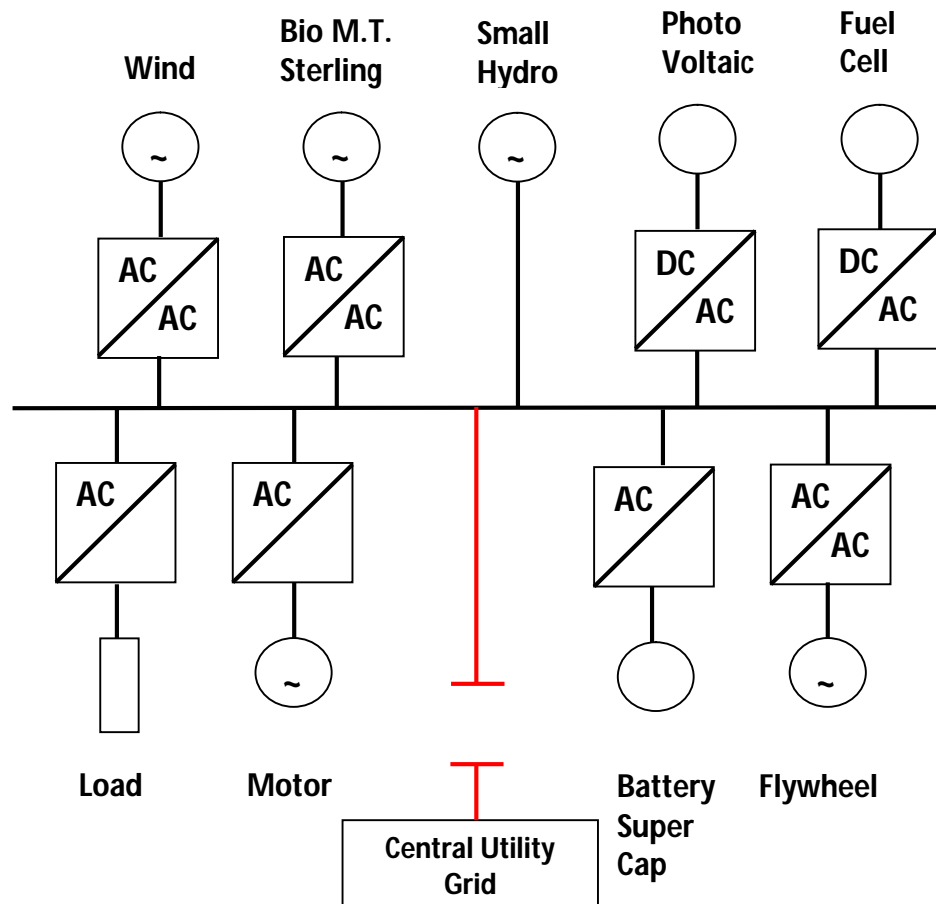 Wind
Bio M.T.
Sterling
Small
Hydro
Photo
Voltaic
Fuel
Cell
~
~
~
AC
AC
AC
AC
DC
AC
DC
AC
AC
AC
AC
AC
AC
~
~
Load
Motor
Battery
Super
Cap
Flywheel
Central Utility
Grid